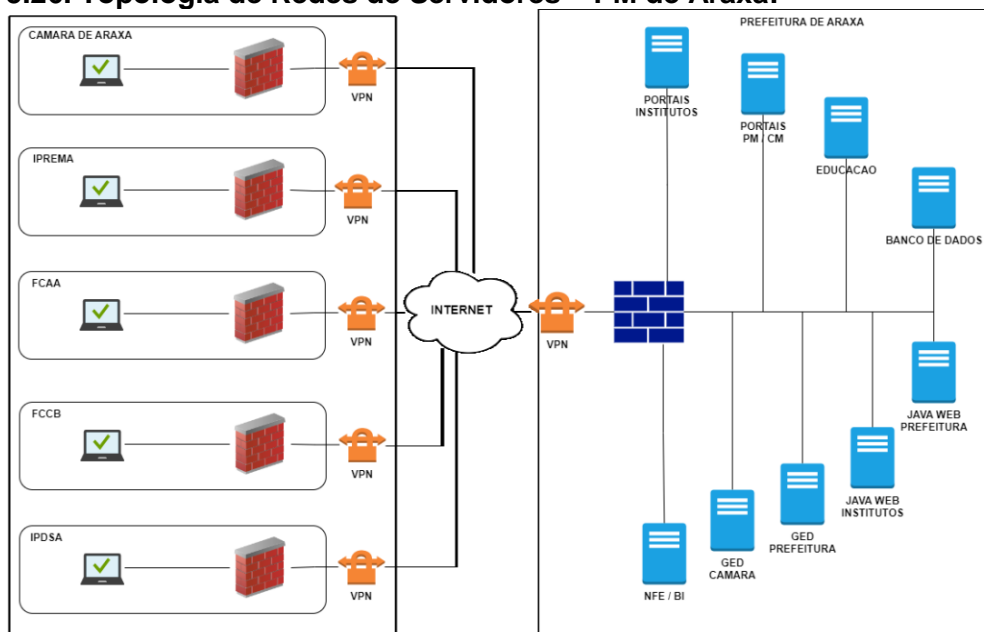 5.20. Topologia de Redes de Servidores – PM de Araxá:
CAMARA DE ARAXA
VPN
IPREMA
VPN
FCAA
VPN
FCCB
VPN
IPDSA
VPN
INTERNET
VPN
PREFEITURA DE ARAXA
PORTAIS
INSTITUTOS
PORTAIS
PM / CM
EDUCACAO
BANCO DE DADOS
JAVA WEB
PREFEITURA
JAVA WEB
INSTITUTOS
GED
PREFEITURA
GED
CAMARA
NFE / BI